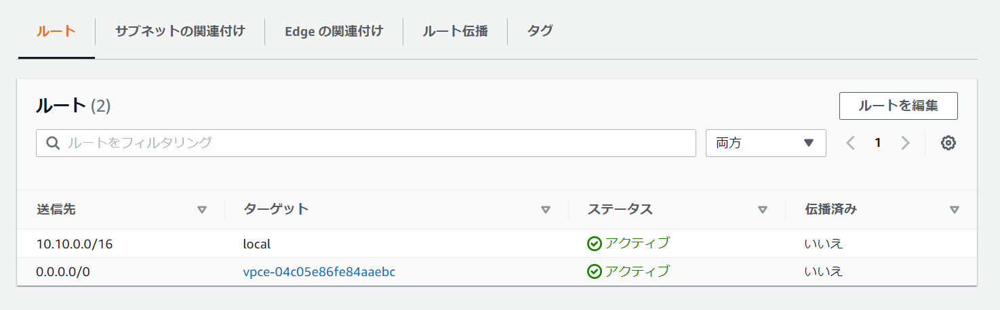 ルート サブネットの関連付け Edge の関連付け ルート伝播 タグ
ルート (2) ルートを編集
ルートをフィルタリング 両方 1
送信先 ターゲット ステータス 伝播済み
10.10.0.0/16 local アクティブ いいえ
0.0.0.0/0 vpce-04c05e86fe84aaebc アクティブ いいえ